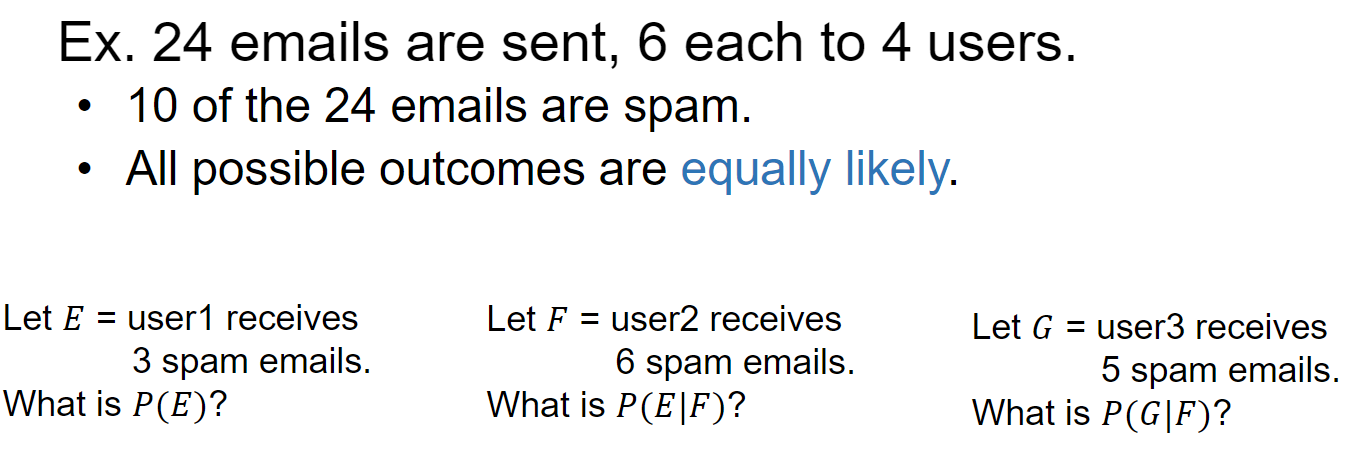 Ex. 24 emails are sent, 6 each to 4 users.
• 10 of the 24 emails are spam.
• All possible outcomes are equally likely.
Let E = user1 receives
3 spam emails.
What is P(E)?
Let F = user2 receives
6 spam emails.
What is P(E|F)?
Let G = user3 receives
5 spam emails.
What is P(G|F)?